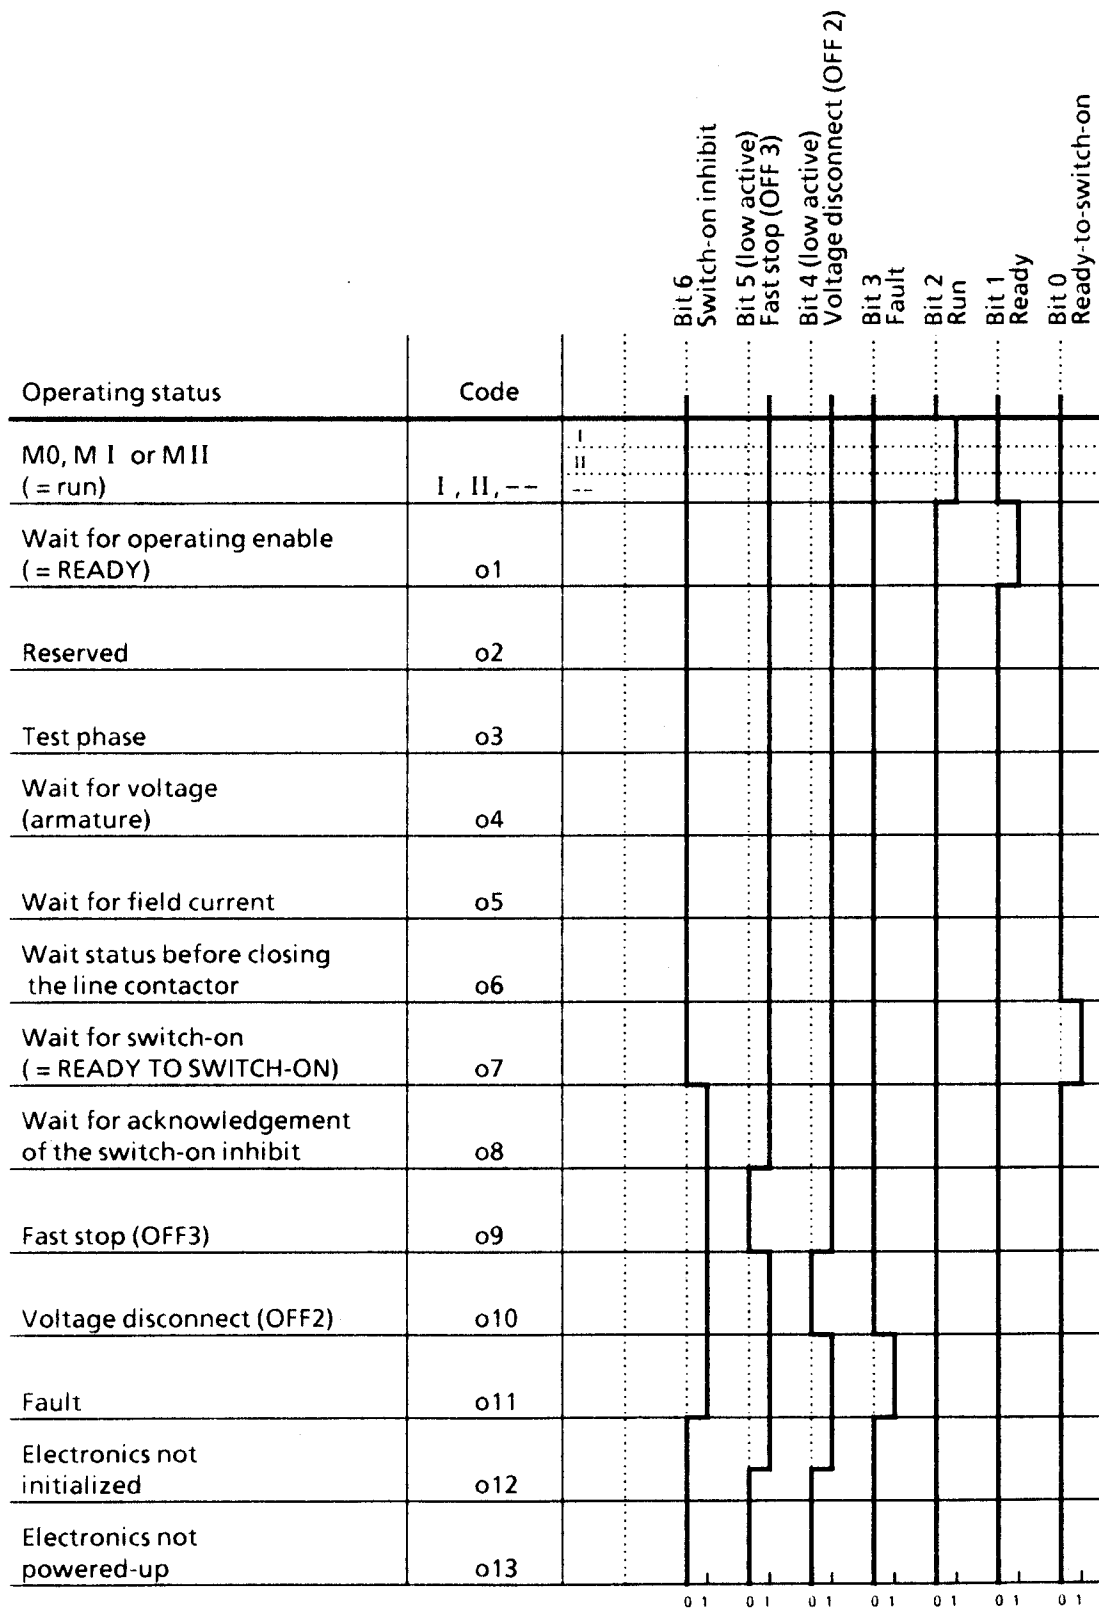 Bit 6
Switch-on inhibit
Bit 5 (low active)
Fast stop (OFF 3)
Bit 4 (low active)
Voltage disconnect (OFF 2)
Bit 3
Fault
Bit 2
Run
Bit 1
Ready
Bit 0
Ready-to-switch-on
Operating status Code
M0, M I or M II
( = run) I , II, -- 
I
II
--
Wait for operating enable
( = READY) o1
Reserved o2
Test phase o3
Wait for voltage
(armature) o4
Wait for field current o5
Wait status before closing
the line contactor o6
Wait for switch-on
( = READY TO SWITCH-ON) o7
Wait for acknowledgement
of the switch-on inhibit o8
Fast stop (OFF3) o9
Voltage disconnect (OFF2) o10
Fault o11
Electronics not
initialized o12
Electronics not
powered-up o13
0 1 0 1 0 1 0 1 0 1 0 1 0 1